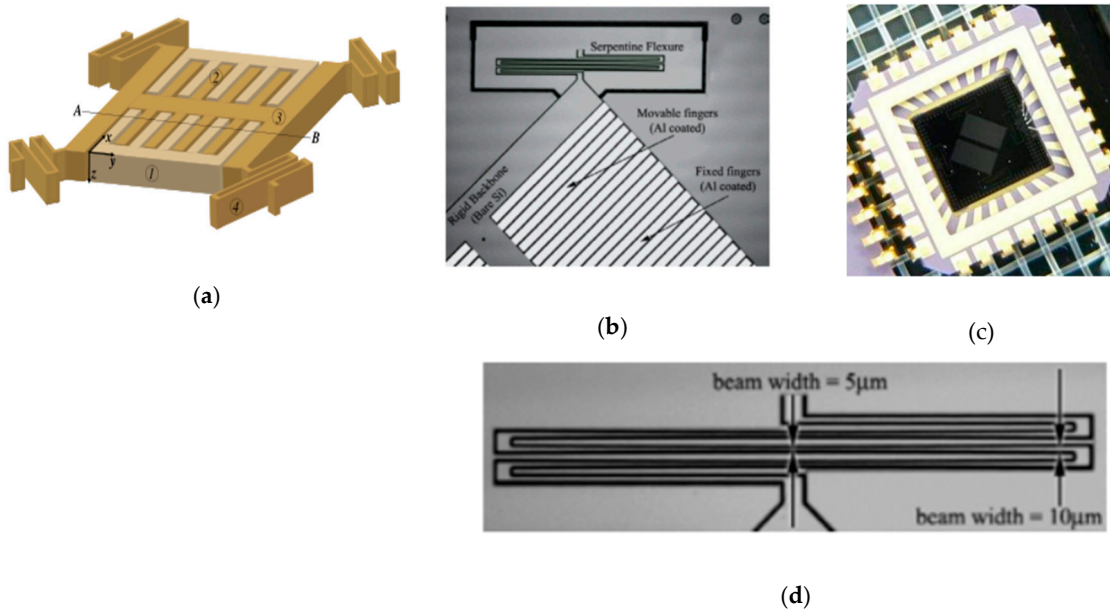 A
B
x
y
z
①
②
③
④
(a)
Serpentine Flexure
Movable fingers
(Al coated)
Fixed fingers
(Al coated)
Rigid Backbone
(Bare Si)
(b)
(c)
beam width = 5μm
beam width = 10μm
(d)